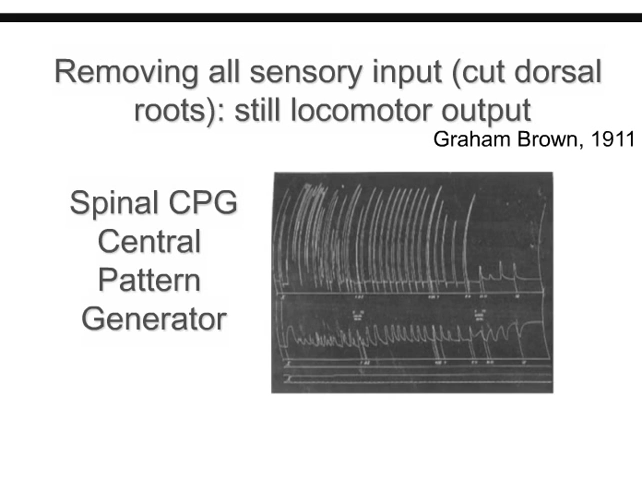 Removing all sensory input (cut dorsal
roots): still locomotor output
Graham Brown, 1911
Spinal CPG
Central
Pattern
Generator